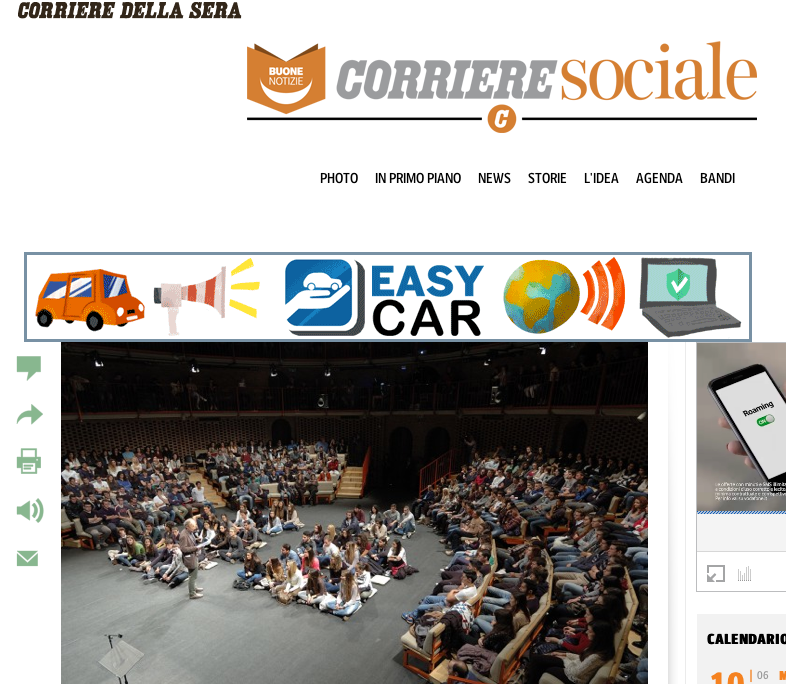 CORRIERE DELLA SERA
BUONE
NOTIZIE
CORRIERE sociale
C
PHOTO IN PRIMO PIANO NEWS STORIE L'IDEA AGENDA BANDI
EASY
CAR
Roaming
ON
CALENDARIO
10 06